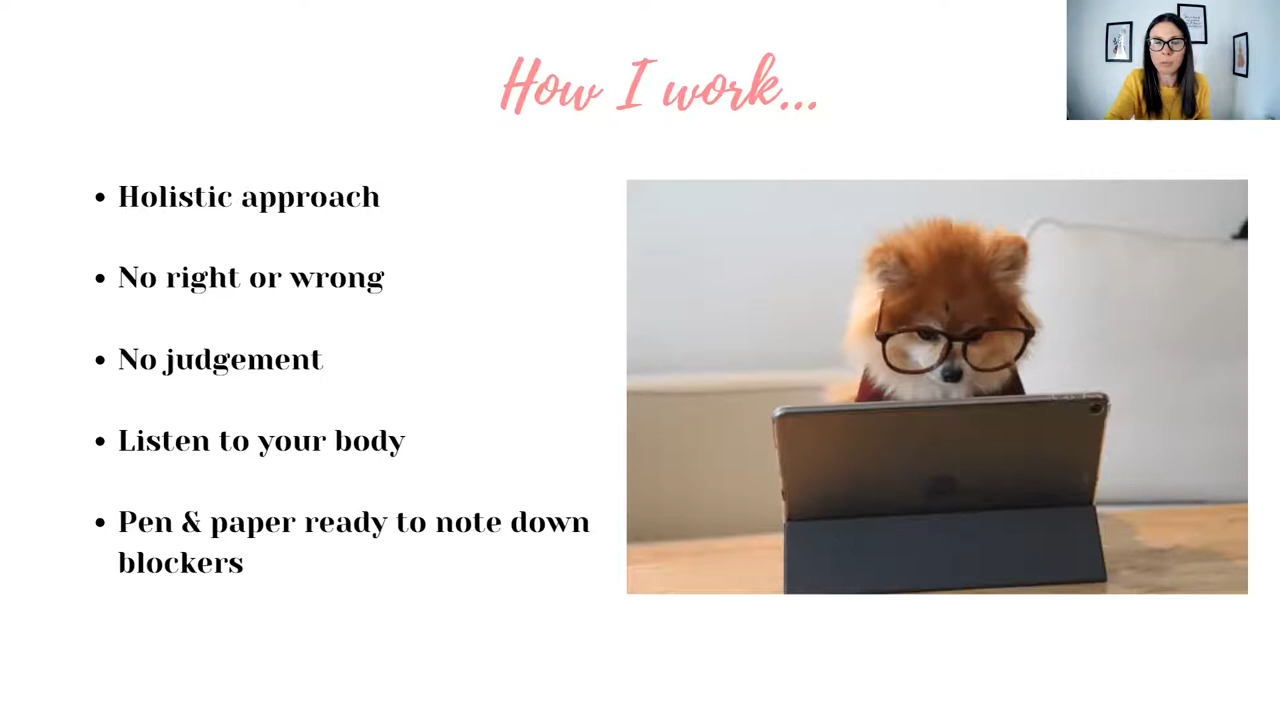 How I work...
• Holistic approach
• No right or wrong
• No judgement
• Listen to your body
• Pen & paper ready to note down
blockers